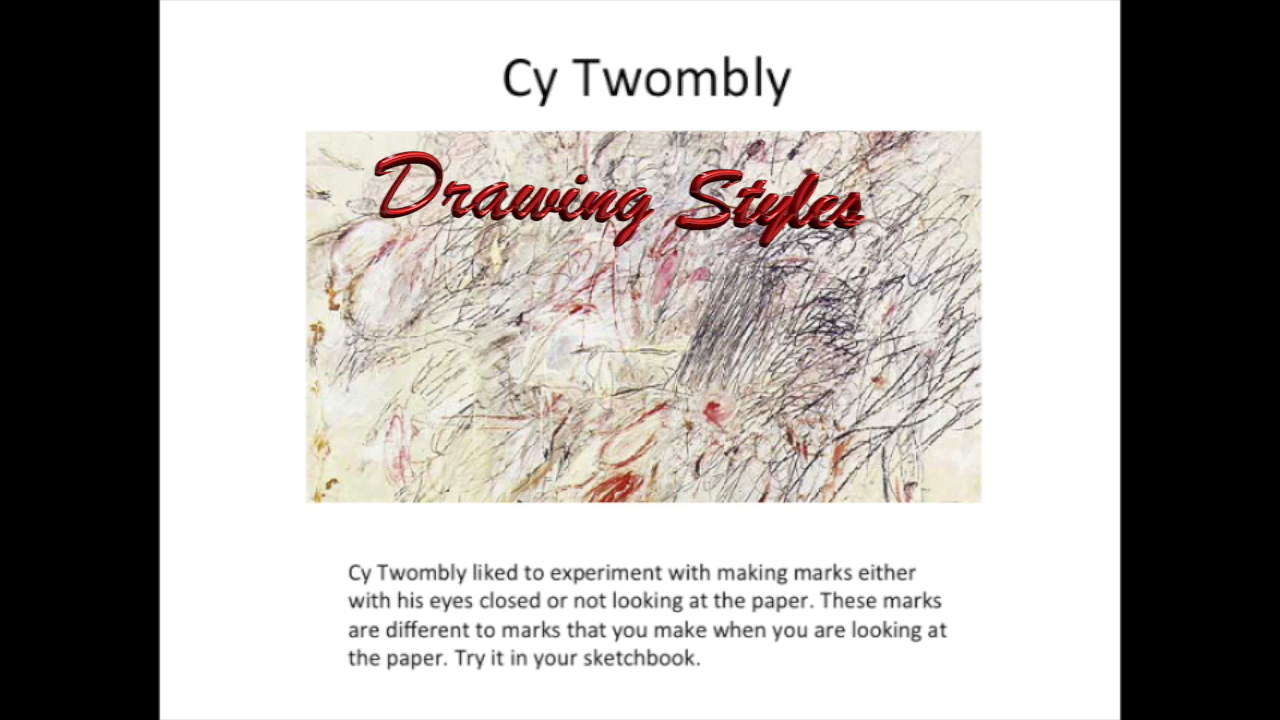 Cy Twombly
Drawing Styles
Cy Twombly liked to experiment with making marks either
with his eyes closed or not looking at the paper. These marks
are different to marks that you make when you are looking at
the paper. Try it in your sketchbook.